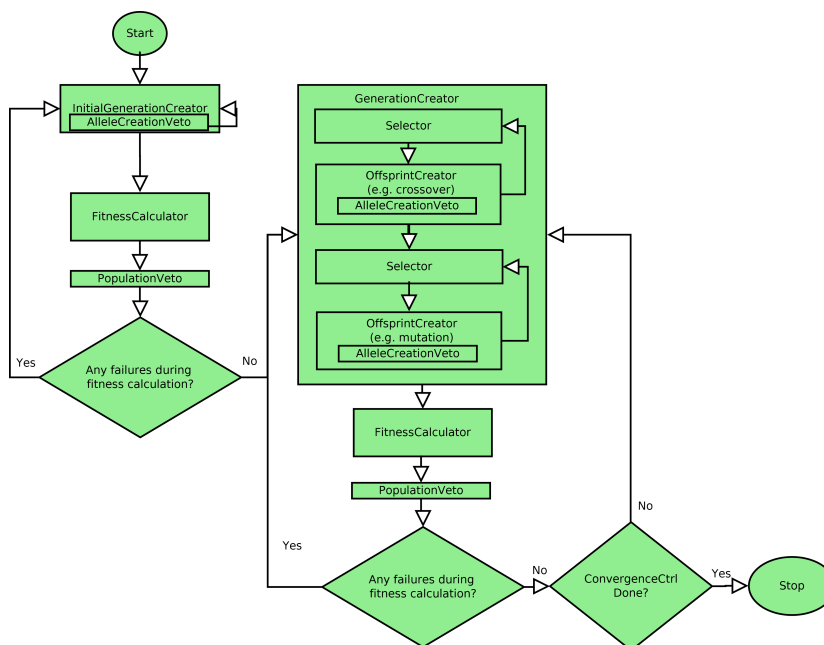 Start
InitialGenerationCreator
AlleleCreationVeto
FitnessCalculator
PopulationVeto
Any failures during
fitness calculation?
Yes
No
GenerationCreator
Selector
OffsprintCreator
(e.g. crossover)
AlleleCreationVeto
Selector
OffsprintCreator
(e.g. mutation)
AlleleCreationVeto
FitnessCalculator
PopulationVeto
Any failures during
fitness calculation?
Yes
No
ConvergenceCtrl
Done?
No
Yes
Stop